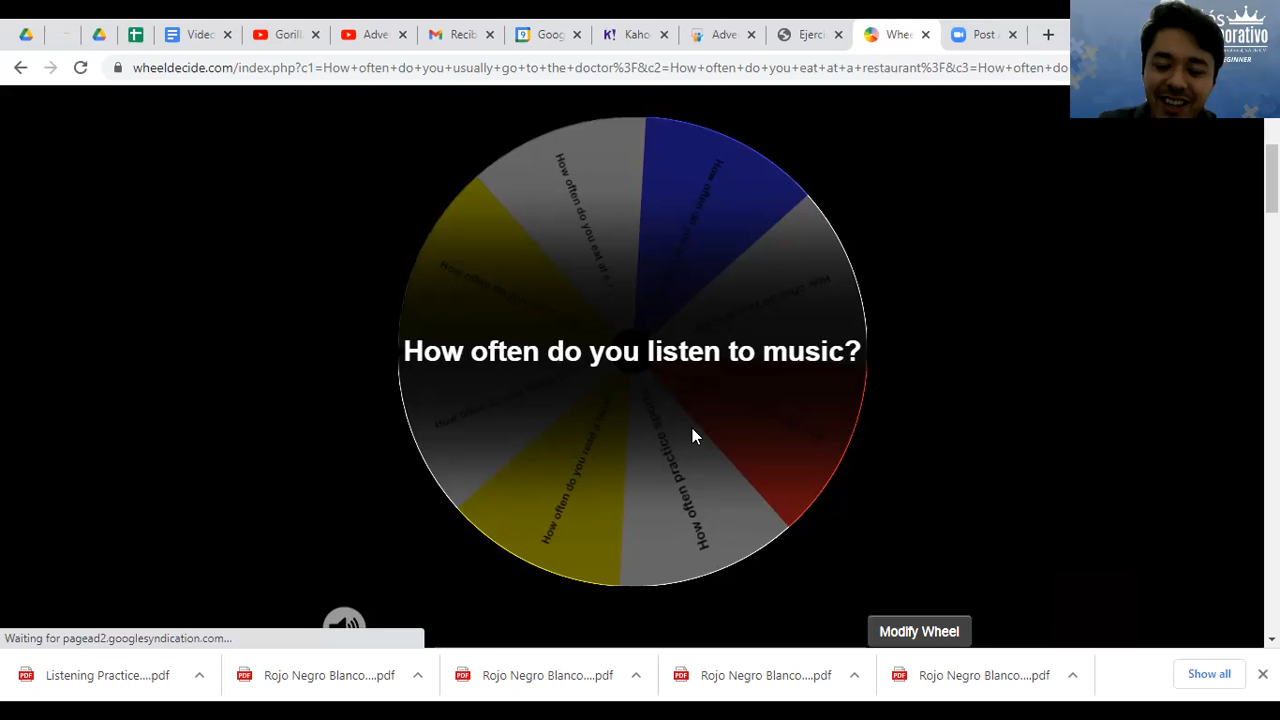 Video
Gorill
Adve
Recib
Goog
Kaho
Adve
Ejerci
Whee
Post A
wheeldecide.com/index.php?c1=How+often+do+you+usually+go+to+the+doctor%3F&c2=How+often+do+you+eat+at+a+restaurant%3F&c3=How+often+do
BEGINNER
How often do you eat at a
How often do you listen to music?
How often do you read a
How often practice sports
Modify Wheel
Waiting for pagead2.googlesyndication.com...
Listening Practice....pdf
Rojo Negro Blanco....pdf
Rojo Negro Blanco....pdf
Rojo Negro Blanco....pdf
Rojo Negro Blanco....pdf
Show all